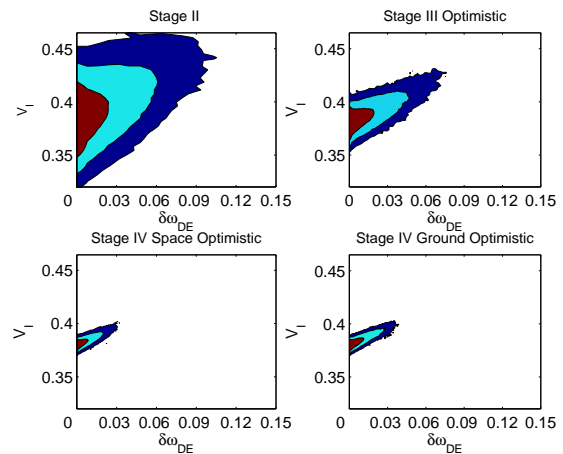 Stage II
Stage III Optimistic
0.45
0.4
0.35
V_I
0 0.03 0.06 0.09 0.12 0.15
δω_DE
0.45
0.4
0.35
V_I
0 0.03 0.06 0.09 0.12 0.15
δω_DE
Stage IV Space Optimistic
Stage IV Ground Optimistic
0.45
0.4
0.35
V_I
0 0.03 0.06 0.09 0.12 0.15
δω_DE
0.45
0.4
0.35
V_I
0 0.03 0.06 0.09 0.12 0.15
δω_DE